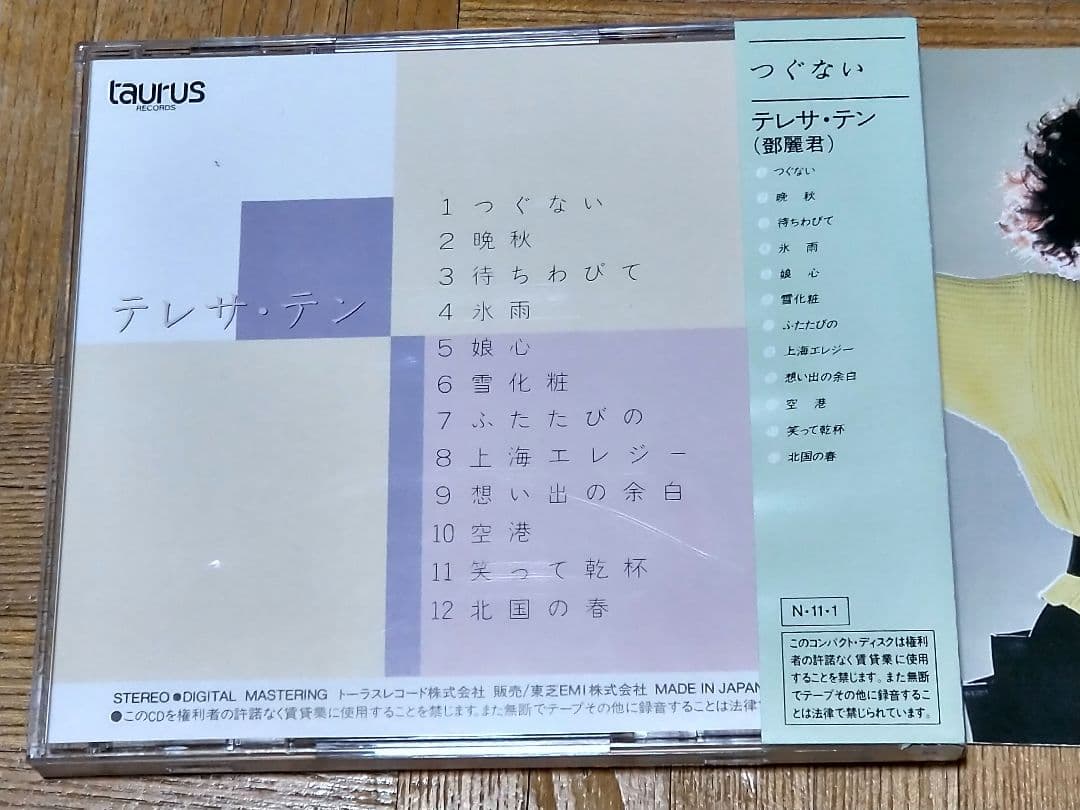 taurus
RECORDS
テレサ・テン
1 つぐない
2 晩秋
3 待ちわびて
4 氷雨
5 娘心
6 雪化粧
7 ふたたびの
8 上海エレジー
9 想い出の余白
10 空港
11 笑って乾杯
12 北国の春
STEREO●DIGITAL MASTERING トーラスレコード株式会社 販売/東芝EMI株式会社 MADE IN JAPAN
●このCDを権利者の許諾なく賃貸業に使用することを禁じます。また無断でテープその他に録音することは法律で
つぐない
テレサ・テン
(鄧麗君)
つぐない
晩秋
待ちわびて
氷雨
娘心
雪化粧
ふたたびの
上海エレジー
想い出の余白
空港
笑って乾杯
北国の春
N・11・1
このコンパクト・ディスクは権利
者の許諾なく賃貸業に使用
することを禁じます。また無断
でテープその他に録音するこ
とは法律で禁じられています。